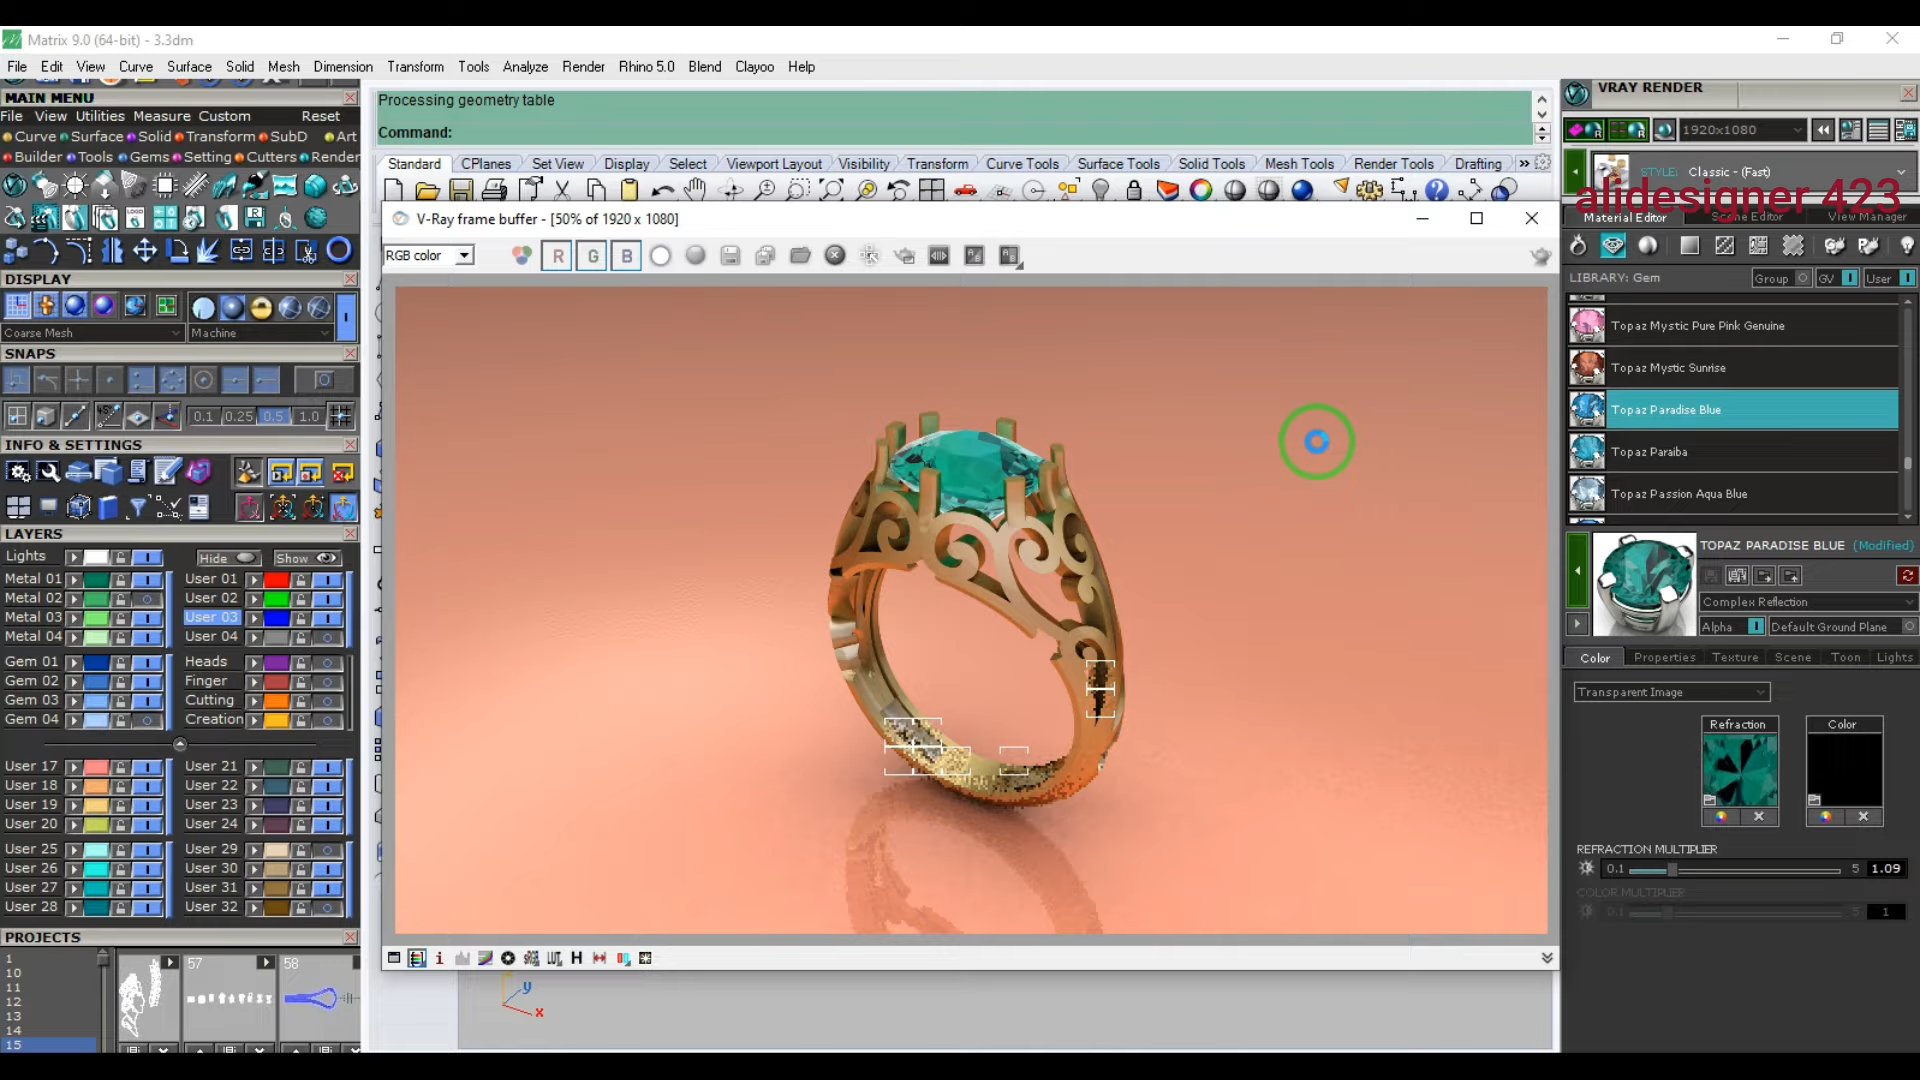 Matrix 9.0 (64-bit) - 3.3dm
File Edit View Curve Surface Solid Mesh Dimension Transform Tools Analyze Render Rhino 5.0 Blend Clayoo Help
MAIN MENU
File View Utilities Measure Custom Reset
Curve Surface Solid Transform SubD Art
Builder Tools Gems Setting Cutters Render
Processing geometry table
Command:
Standard CPlanes Set View Display Select Viewport Layout Visibility Transform Curve Tools Surface Tools Solid Tools Mesh Tools Render Tools Drafting
V-Ray frame buffer - [50% of 1920 x 1080]
RGB color R G B
DISPLAY
Coarse Mesh Machine
SNAPS
0.1 0.25 0.5 1.0
INFO & SETTINGS
LAYERS
Lights Hide Show
Metal 01 User 01
Metal 02 User 02
Metal 03 User 03
Metal 04 User 04
Gem 01 Heads
Gem 02 Finger
Gem 03 Cutting
Gem 04 Creation
User 17 User 21
User 18 User 22
User 19 User 23
User 20 User 24
User 25 User 29
User 26 User 30
User 27 User 31
User 28 User 32
PROJECTS
1
10
11
12
13
14
15
57 58
y
x
VRAY RENDER
1920x1080
STYLE: Classic - (Fast)
alidesigner 423
Material Editor Scene Editor View Manager
LIBRARY: Gem Group GV User
Topaz Mystic Pure Pink Genuine
Topaz Mystic Sunrise
Topaz Paradise Blue
Topaz Paraiba
Topaz Passion Aqua Blue
TOPAZ PARADISE BLUE (Modified)
Complex Reflection
Alpha Default Ground Plane
Color Properties Texture Scene Toon Lights
Transparent Image
Refraction Color
REFRACTION MULTIPLIER
0.1 5 1.09
COLOR MULTIPLIER
0.1 5 1